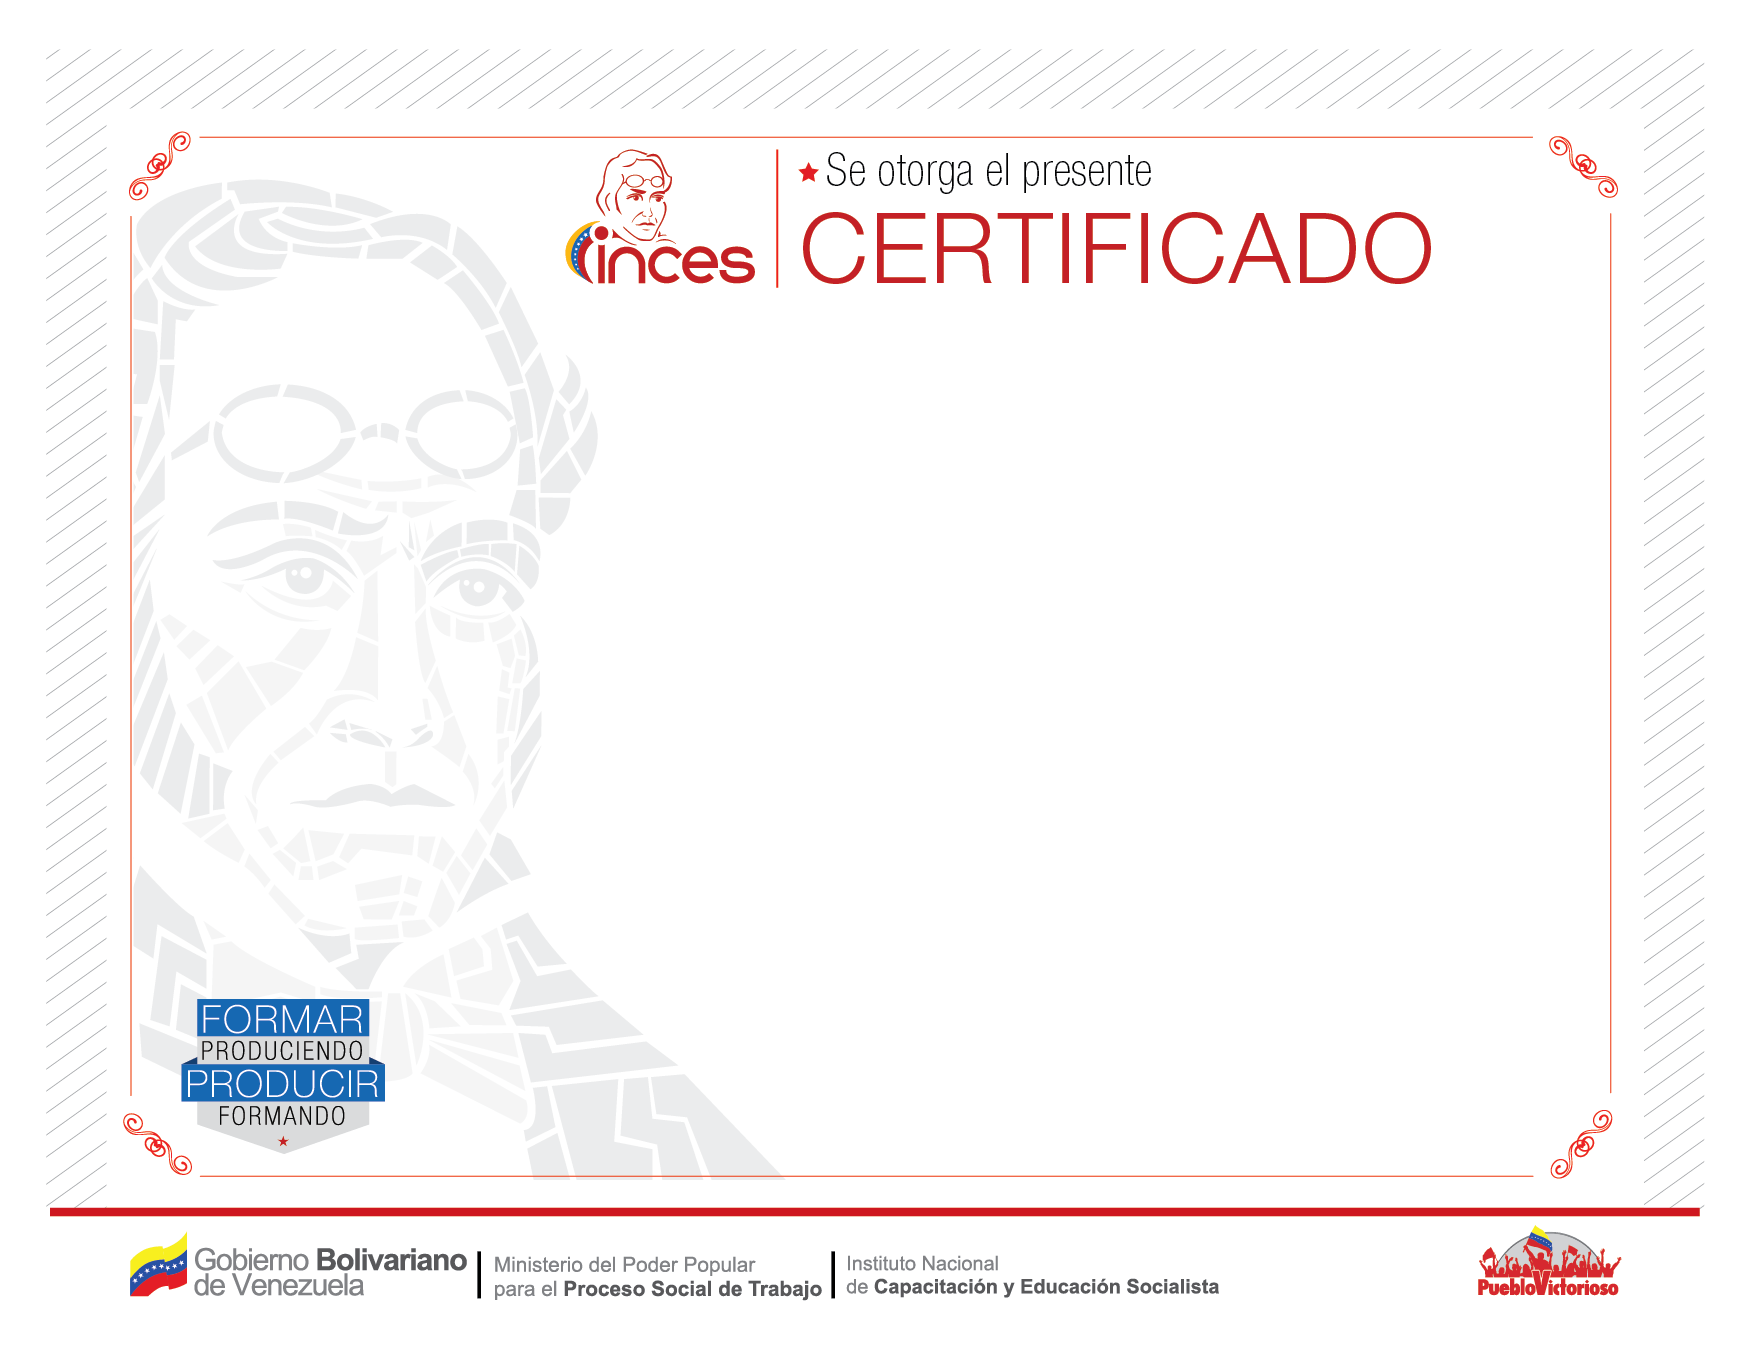 Se otorga el presente
CERTIFICADO
inces
FORMAR
PRODUCIENDO
PRODUCIR
FORMANDO
Gobierno Bolivariano
de Venezuela
Ministerio del Poder Popular
para el Proceso Social de Trabajo
Instituto Nacional
de Capacitación y Educación Socialista
PuebloVictorioso